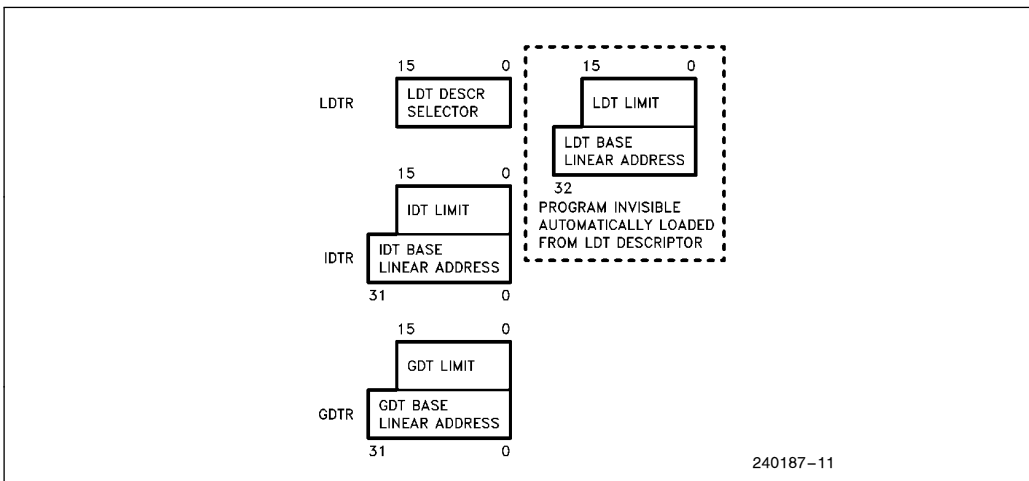 15 0
LDTR
LDT DESCR
SELECTOR
15 0
LDT LIMIT
LDT BASE
LINEAR ADDRESS
32
PROGRAM INVISIBLE
AUTOMATICALLY LOADED
FROM LDT DESCRIPTOR
15 0
IDT LIMIT
IDTR
IDT BASE
LINEAR ADDRESS
31 0
15 0
GDT LIMIT
GDTR
GDT BASE
LINEAR ADDRESS
31 0
240187–11